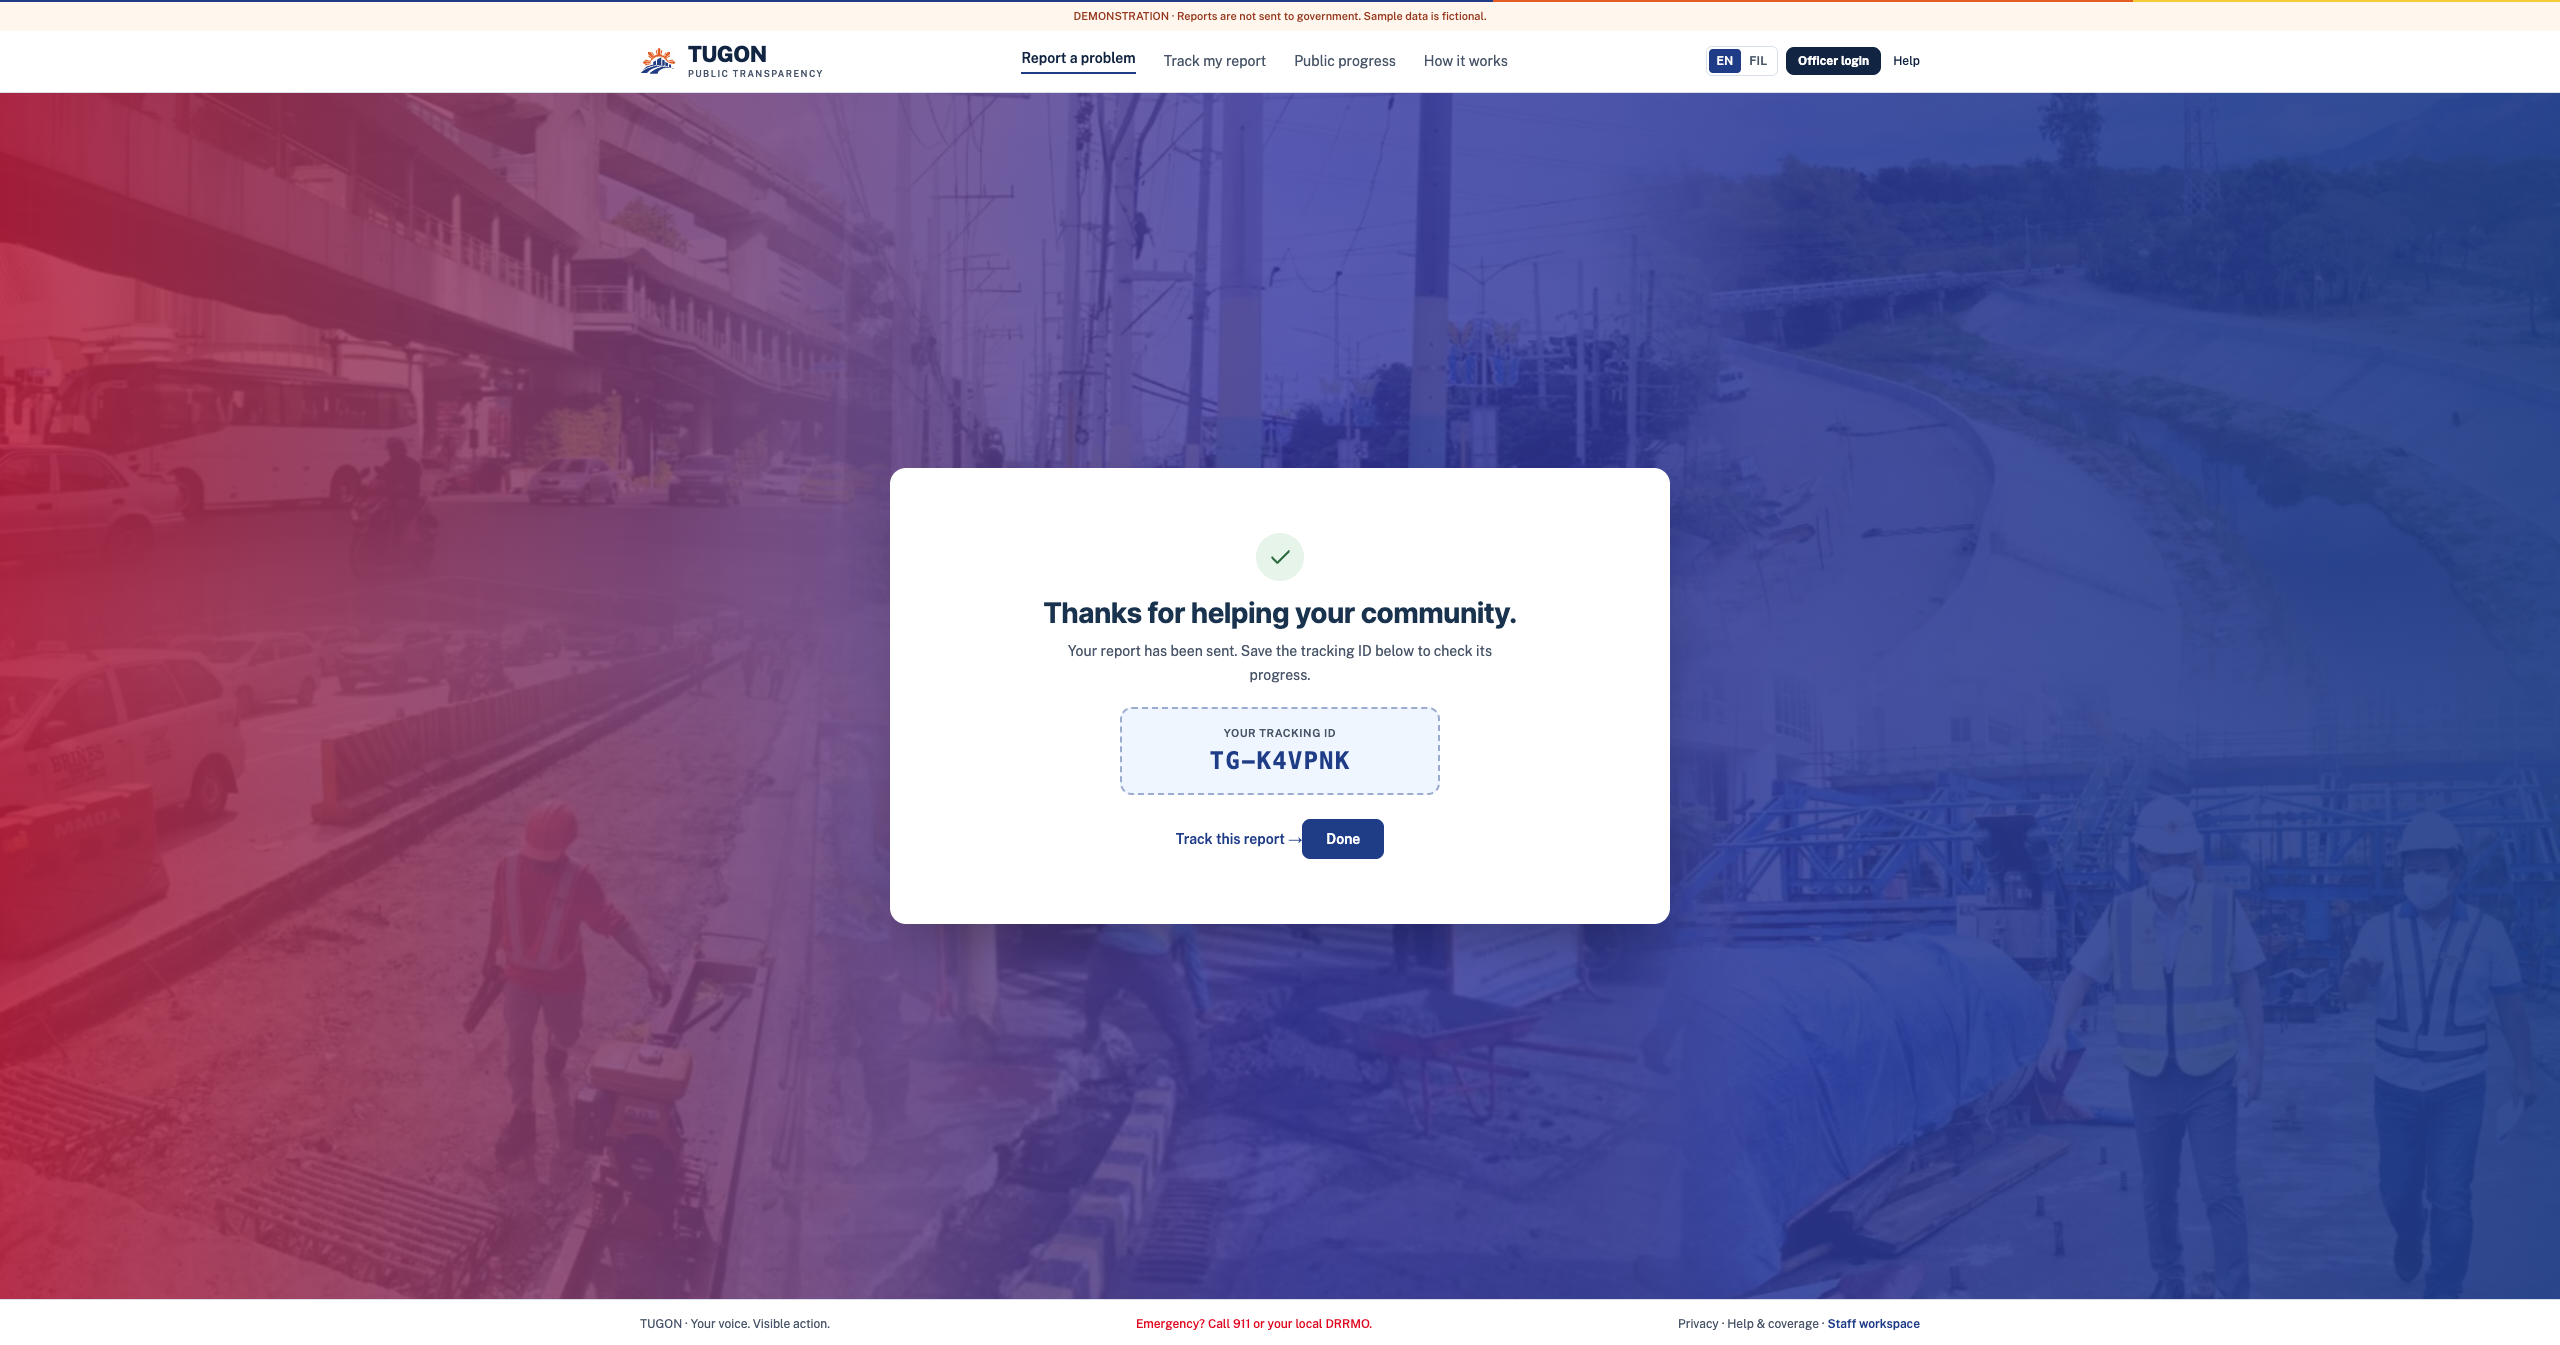 DEMONSTRATION · Reports are not sent to government. Sample data is fictional.
TUGON
PUBLIC TRANSPARENCY
Report a problem
Track my report
Public progress
How it works
EN
FIL
Officer login
Help
BRINES
MMDA
Thanks for helping your community.
Your report has been sent. Save the tracking ID below to check its
progress.
YOUR TRACKING ID
TG–K4VPNK
Track this report →
Done
TUGON · Your voice. Visible action.
Emergency? Call 911 or your local DRRMO.
Privacy · Help & coverage · Staff workspace